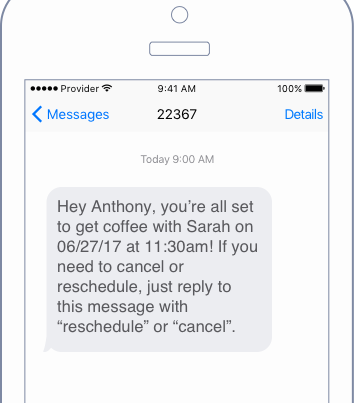 Provider 9:41 AM 100%
Messages 22367 Details
Today 9:00 AM
Hey Anthony, you’re all set
to get coffee with Sarah on
06/27/17 at 11:30am! If you
need to cancel or
reschedule, just reply to
this message with
“reschedule” or “cancel”.